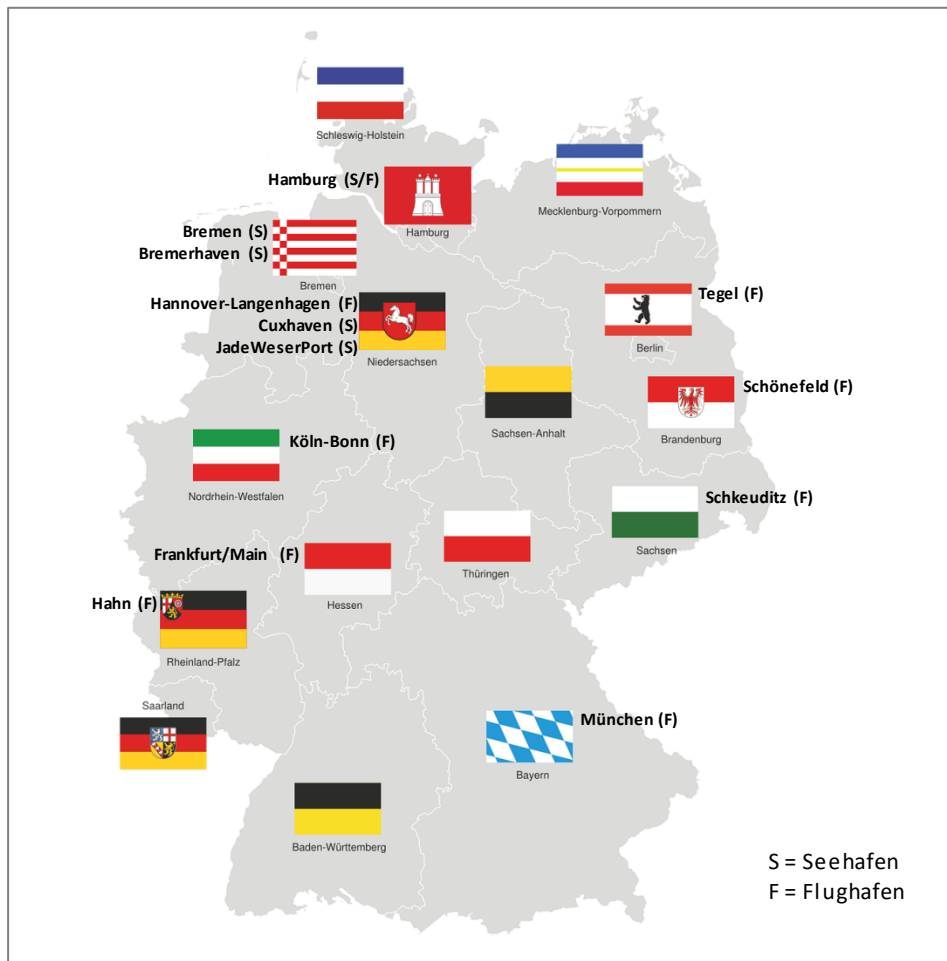 Schleswig-Holstein
Hamburg (S/F)
Hamburg
Mecklenburg-Vorpommern
Bremen (S)
Bremerhaven (S)
Bremen
Hannover-Langenhagen (F)
Cuxhaven (S)
JadeWeserPort (S)
Niedersachsen
Tegel (F)
Berlin
Sachsen-Anhalt
Schönefeld (F)
Brandenburg
Köln-Bonn (F)
Nordrhein-Westfalen
Schkeuditz (F)
Sachsen
Frankfurt/Main (F)
Hessen
Thüringen
Hahn (F)
Rheinland-Pfalz
Saarland
München (F)
Bayern
Baden-Württemberg
S = Seehafen
F = Flughafen